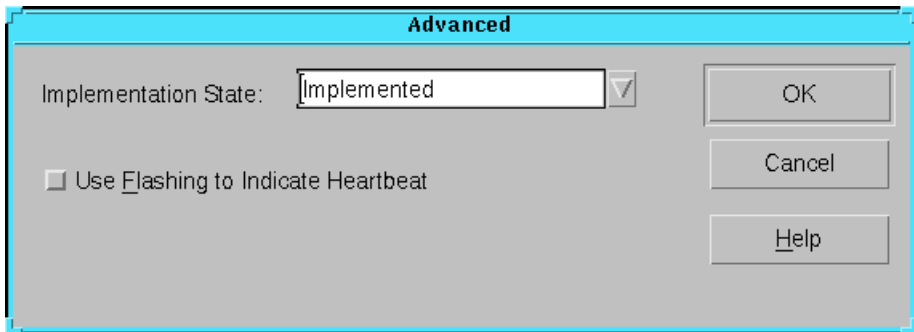 Advanced
Implementation State: Implemented
OK
Use Flashing to Indicate Heartbeat
Cancel
Help